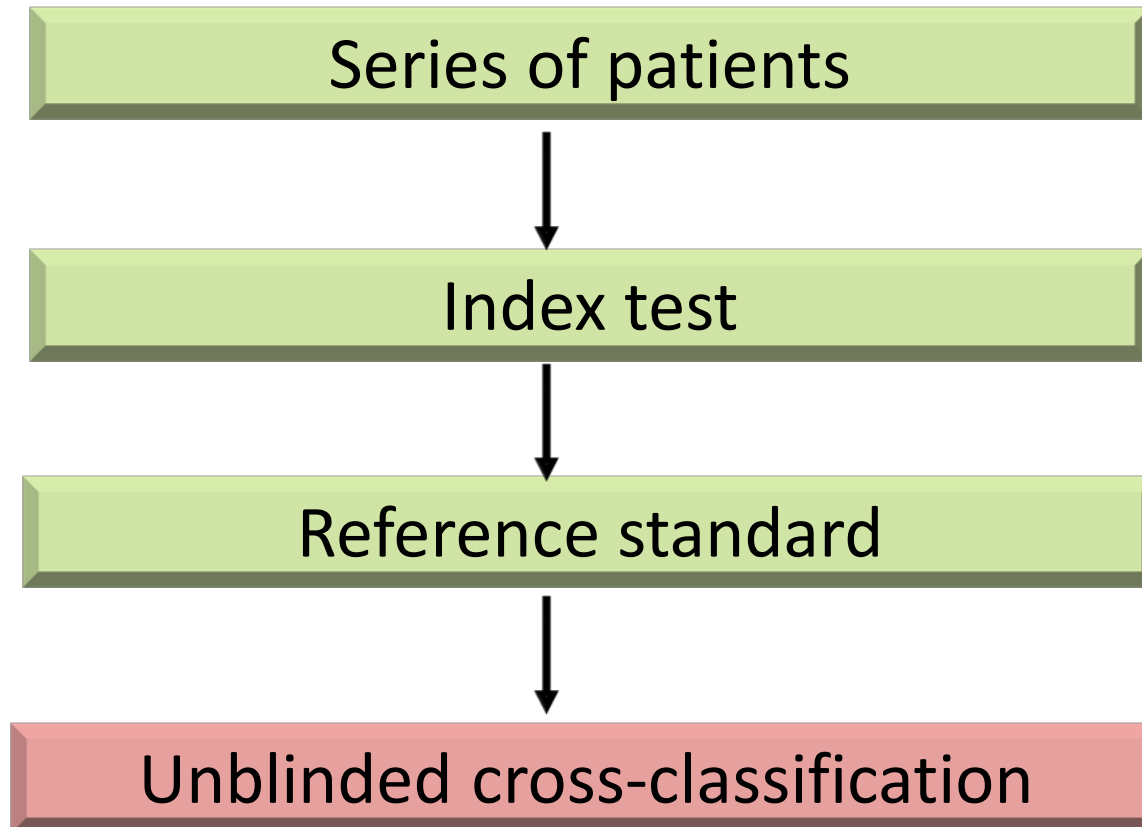 Series of patients
Index test
Reference standard
Unblinded cross-classification